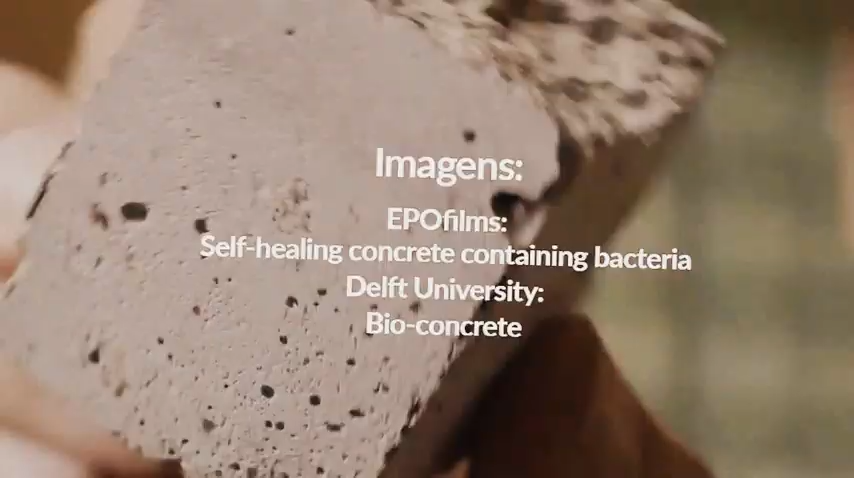 Imagens:
EPOfilms:
Self-healing concrete containing bacteria
Delft University:
Bio-concrete